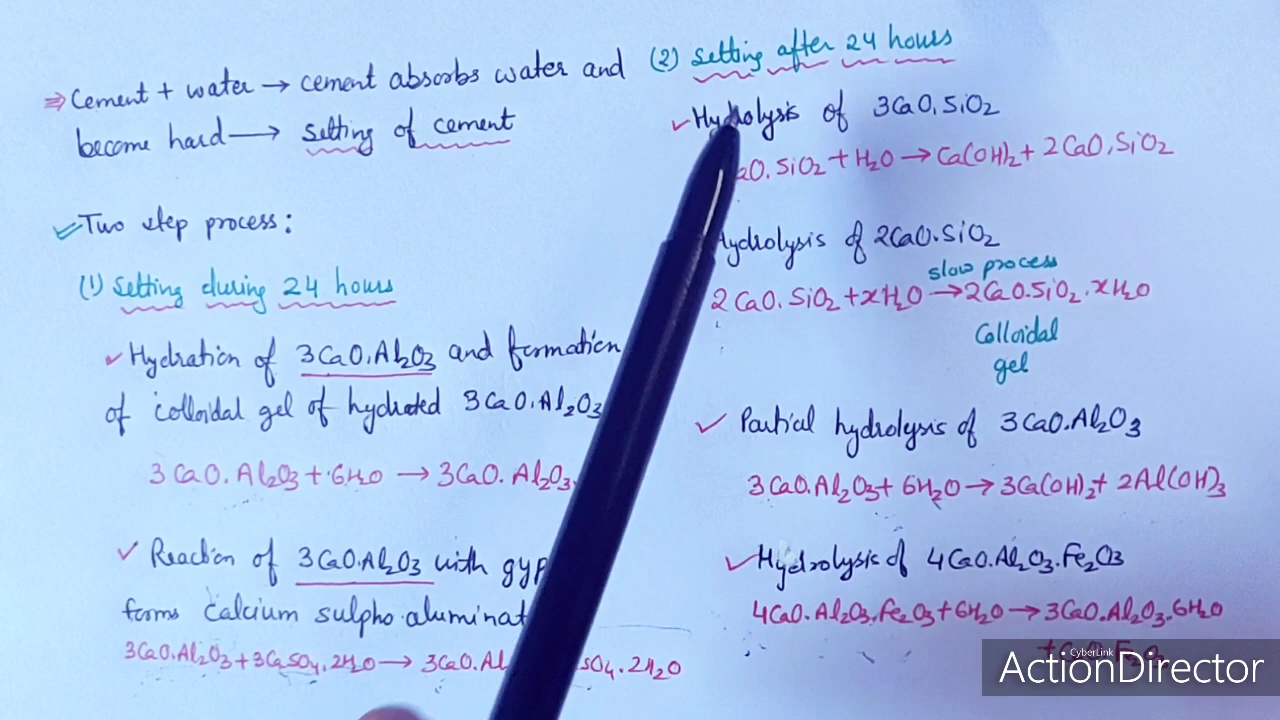 ⇒ Cement + water → cement absorbs water and
become hard → setting of cement
✓ Two step process:
(1) Setting during 24 hours
✓ Hydration of 3CaO.Al2O3 and formation
of colloidal gel of hydrated 3CaO.Al2O3
3CaO.Al2O3 + 6H2O → 3CaO.Al2O3.
✓ Reaction of 3CaO.Al2O3 with gyp
forms Calcium sulpho.aluminat
3CaO.Al2O3 + 3CaSO4.2H2O → 3CaO.Al SO4.2H2O
(2) Setting after 24 hours
✓ Hydrolysis of 3CaO.SiO2
aO.SiO2 + H2O → Ca(OH)2 + 2CaO.SiO2
Hydrolysis of 2CaO.SiO2
slow process
2CaO.SiO2 + xH2O → 2CaO.SiO2.xH2O
Colloidal
gel
✓ Partial hydrolysis of 3CaO.Al2O3
3CaO.Al2O3 + 6H2O → 3Ca(OH)2 + 2Al(OH)3
✓ Hydrolysis of 4CaO.Al2O3.Fe2O3
4CaO.Al2O3.Fe2O3 + 6H2O → 3CaO.Al2O3.6H2O
CyberLink
ActionDirector